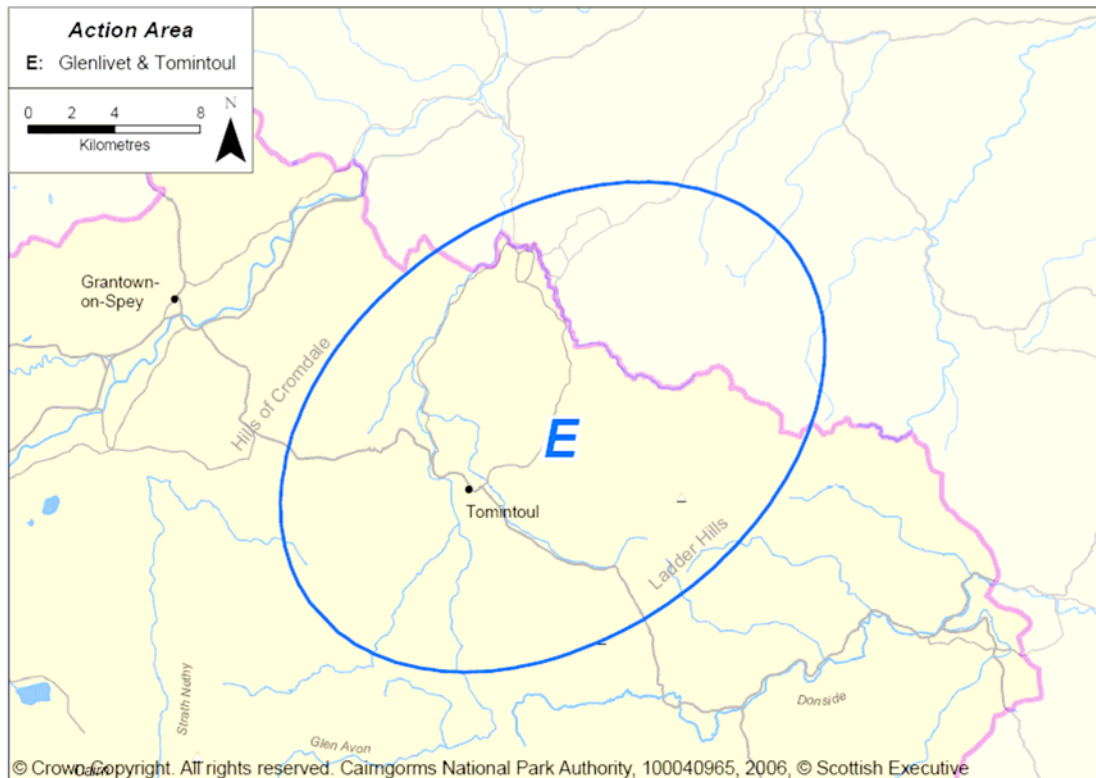 Action Area
E: Glenlivet & Tomintoul
0 2 4 8
N
Kilometres
Grantown-
on-Spey
Hills of Cromdale
E
Tomintoul
Ladder Hills
Strath Nethy
Donside
Glen Avon
Cairn
© Crown Copyright. All rights reserved. Cairngorms National Park Authority, 100040965, 2006, © Scottish Executive